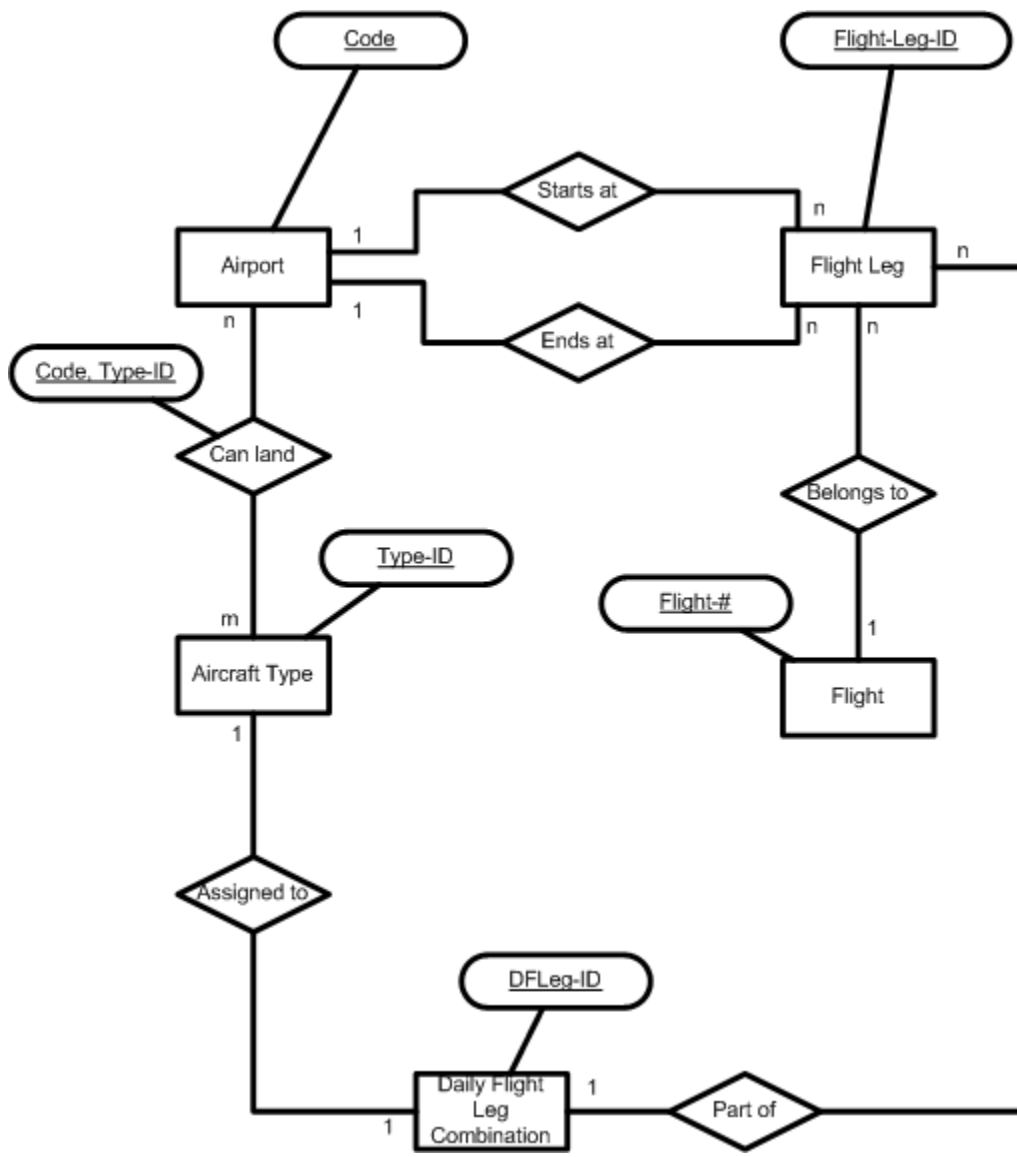 Code
Flight-Leg-ID
Starts at
n
1
Airport
Flight Leg
n
1
n
Ends at
n
n
Code, Type-ID
Can land
Belongs to
Type-ID
Flight-#
m
1
Aircraft Type
Flight
1
Assigned to
DFLeg-ID
1
Daily Flight
Leg
Combination
1
Part of